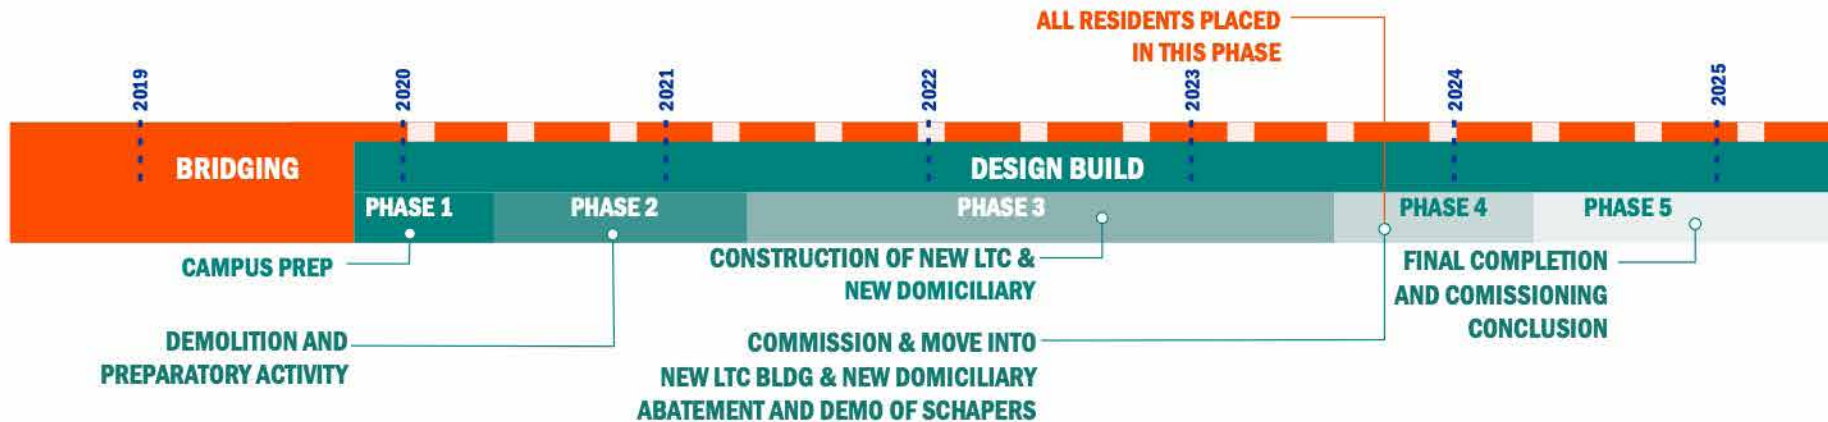 ALL RESIDENTS PLACED
IN THIS PHASE
2019
2020
2021
2022
2023
2024
2025
BRIDGING
DESIGN BUILD
PHASE 1
PHASE 2
PHASE 3
PHASE 4
PHASE 5
CAMPUS PREP
CONSTRUCTION OF NEW LTC &
NEW DOMICILIARY
FINAL COMPLETION
AND COMISSIONING
CONCLUSION
DEMOLITION AND
PREPARATORY ACTIVITY
COMMISSION & MOVE INTO
NEW LTC BLDG & NEW DOMICILIARY
ABATEMENT AND DEMO OF SCHAPERS